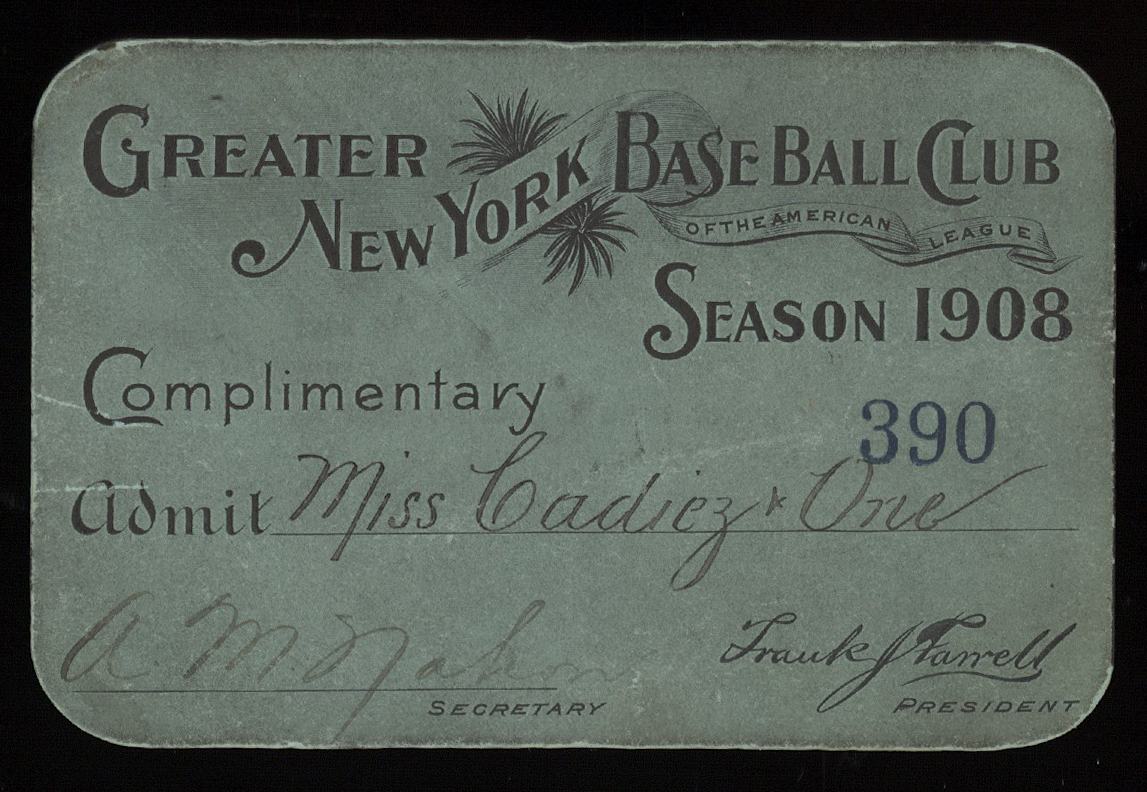 GREATER NEW YORK BASE BALL CLUB
OF THE AMERICAN LEAGUE
SEASON 1908
Complimentary
390
Admit Miss Cadiez & One
A. M.
Frank J Farrell
SECRETARY
PRESIDENT